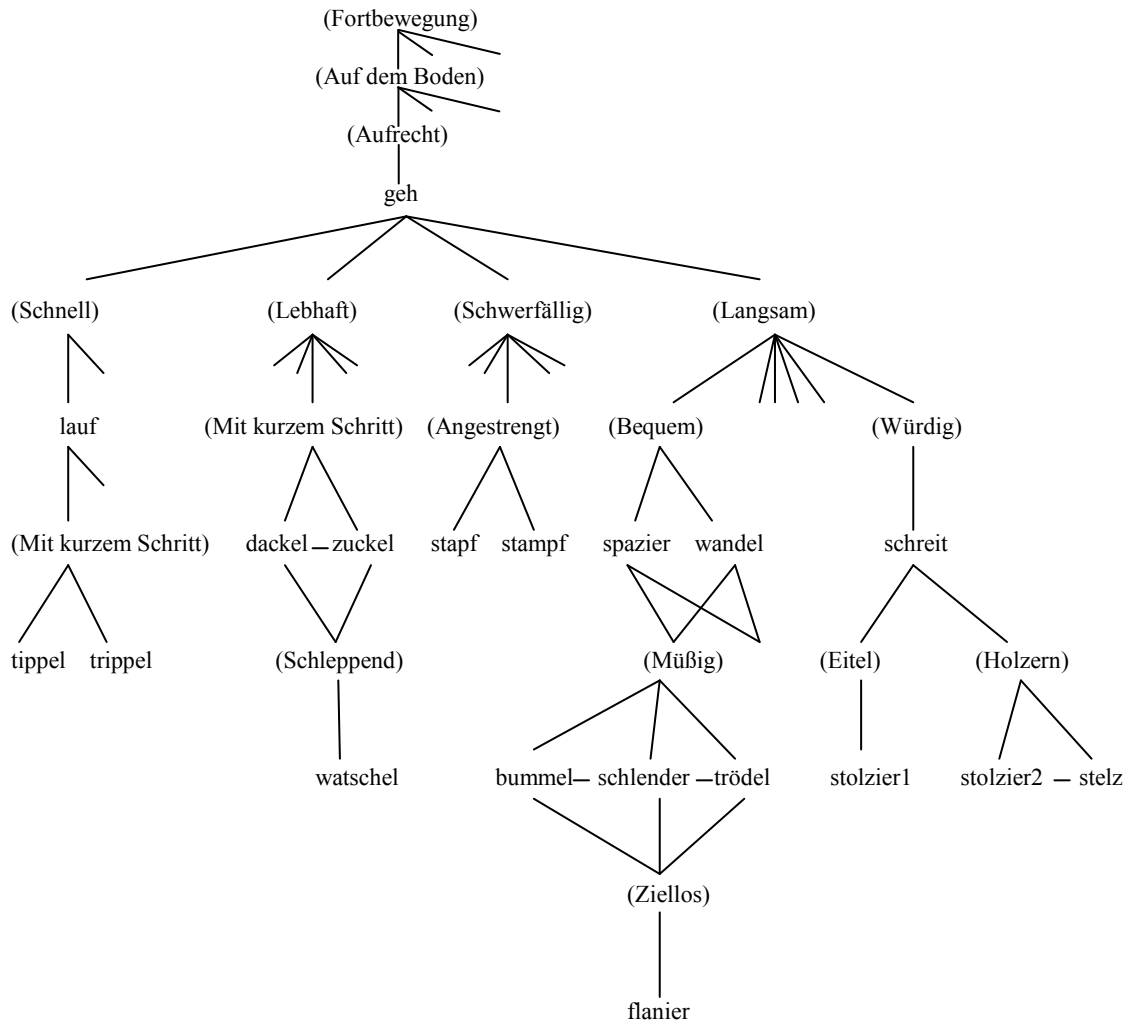 (Fortbewegung)
(Auf dem Boden)
(Aufrecht)
geh
(Schnell) (Lebhaft) (Schwerfällig) (Langsam)
lauf (Mit kurzem Schritt) (Angestrengt) (Bequem) (Würdig)
(Mit kurzem Schritt) dackel – zuckel stapf stampf spazier wandel schreit
tippel trippel (Schleppend) (Müßig) (Eitel) (Holzern)
watschel bummel – schlender – trödel stolzier1 stolzier2 – stelz
(Ziellos)
flanier